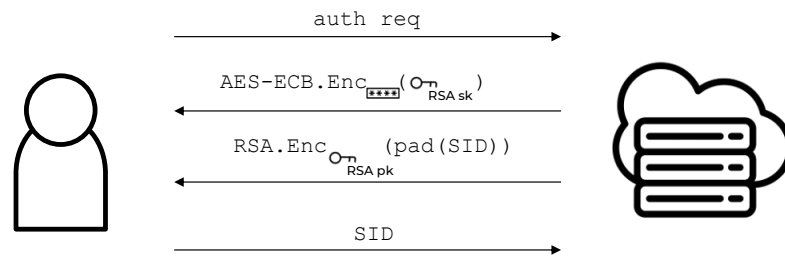 auth req
AES-ECB.Enc****( RSA sk )
RSA.Enc RSA pk (pad(SID))
SID